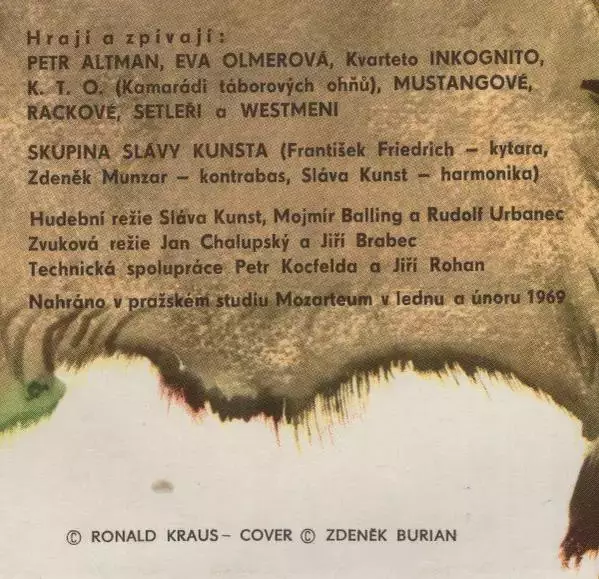 Hrají a zpívají:
PETR ALTMAN, EVA OLMEROVÁ, Kvarteto INKOGNITO,
K. T. O. (Kamarádi táborových ohňů), MUSTANGOVÉ,
RACKOVÉ, SETLEŘI a WESTMENI
SKUPINA SLÁVY KUNSTA (František Friedrich – kytara,
Zdeněk Munzar – kontrabas, Sláva Kunst – harmonika)
Hudební režie Sláva Kunst, Mojmír Balling a Rudolf Urbanec
Zvuková režie Jan Chalupský a Jiří Brabec
Technická spolupráce Petr Kocfelda a Jiří Rohan
Nahráno v pražském studiu Mozarteum v lednu a únoru 1969
© RONALD KRAUS – COVER © ZDENĚK BURIAN